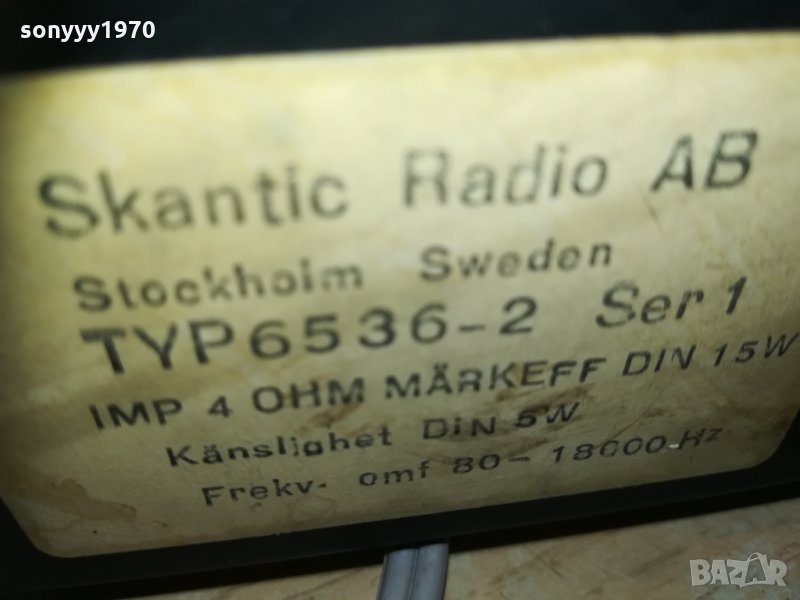 sonyyy1970
Skantic Radio AB
Stockholm Sweden
TYP6536-2 Ser 1
IMP 4 OHM MÄRKEFF DIN 15W
Känslighet DIN 5W
Frekv. omf 80-18000 Hz
BAZAR